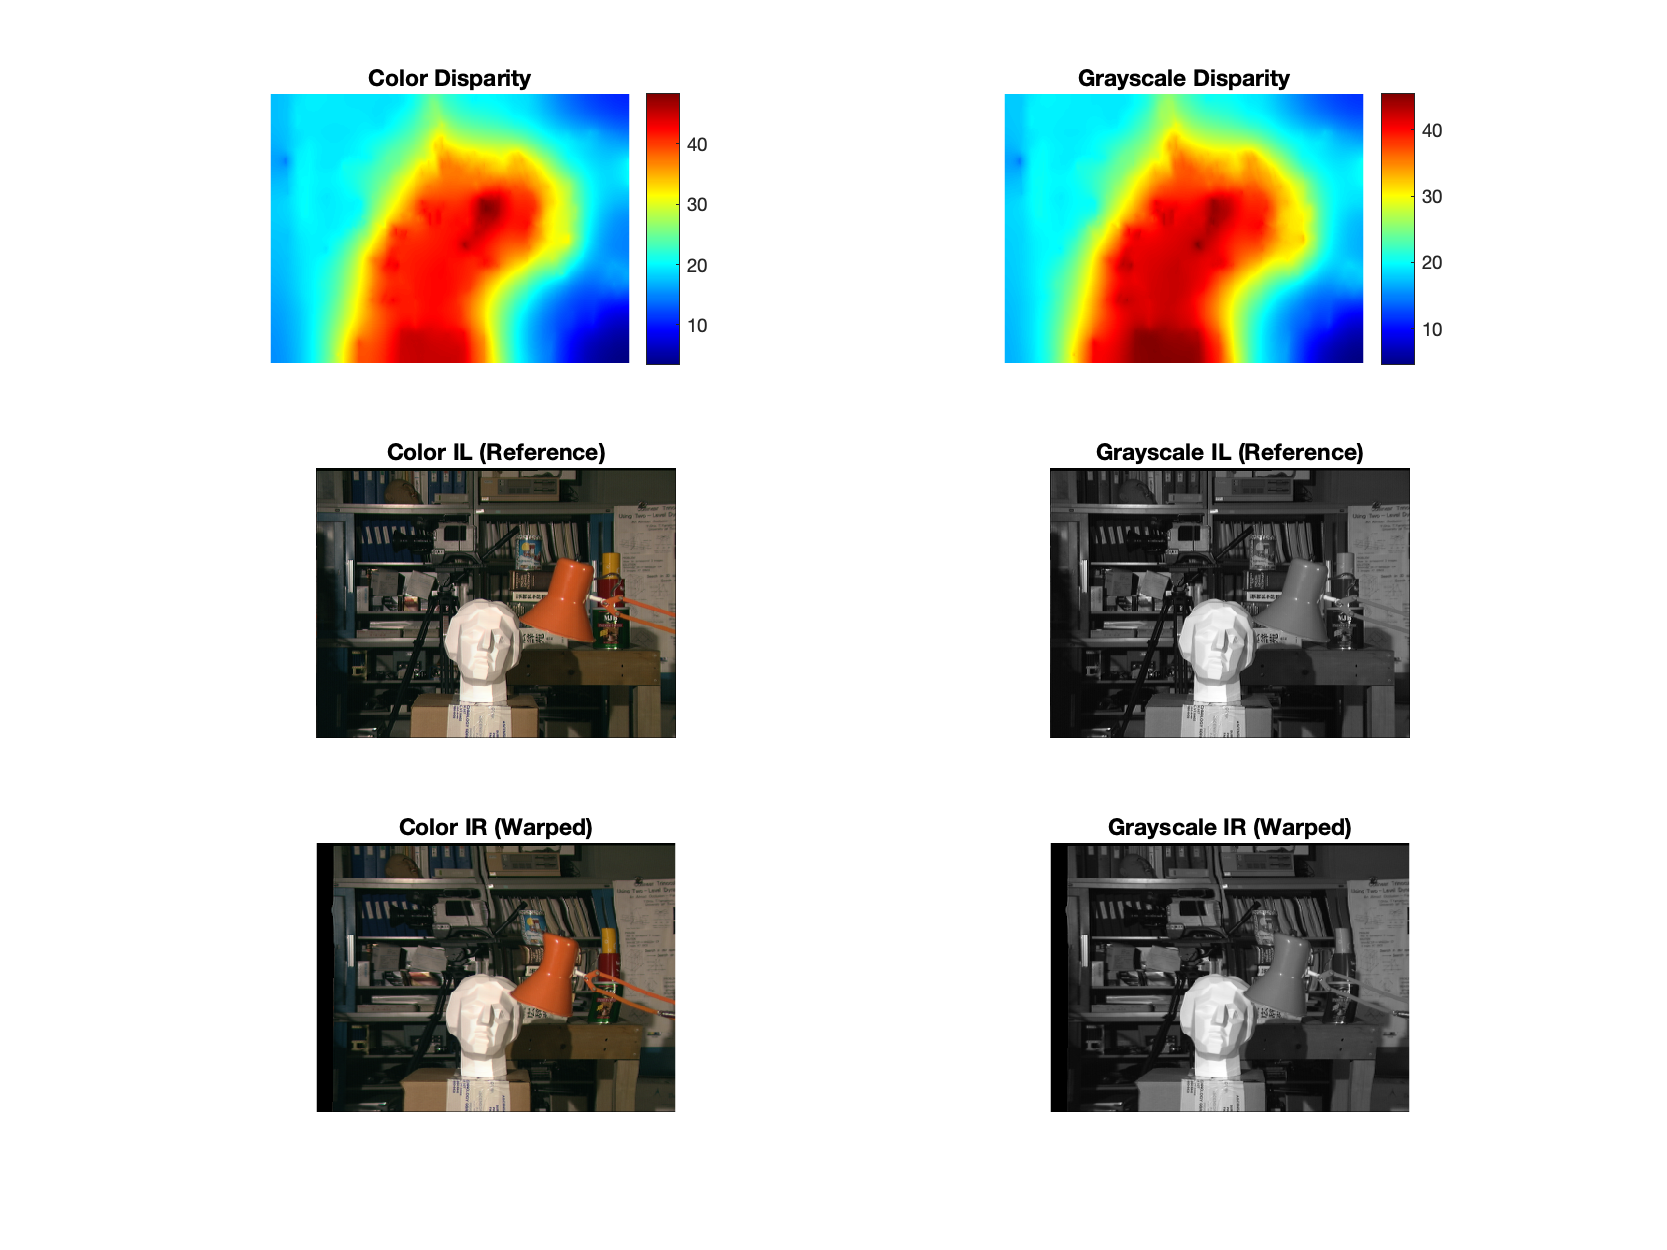 Color Disparity
40
30
20
10
Grayscale Disparity
40
30
20
10
Color IL (Reference)
Grayscale IL (Reference)
Color IR (Warped)
Grayscale IR (Warped)